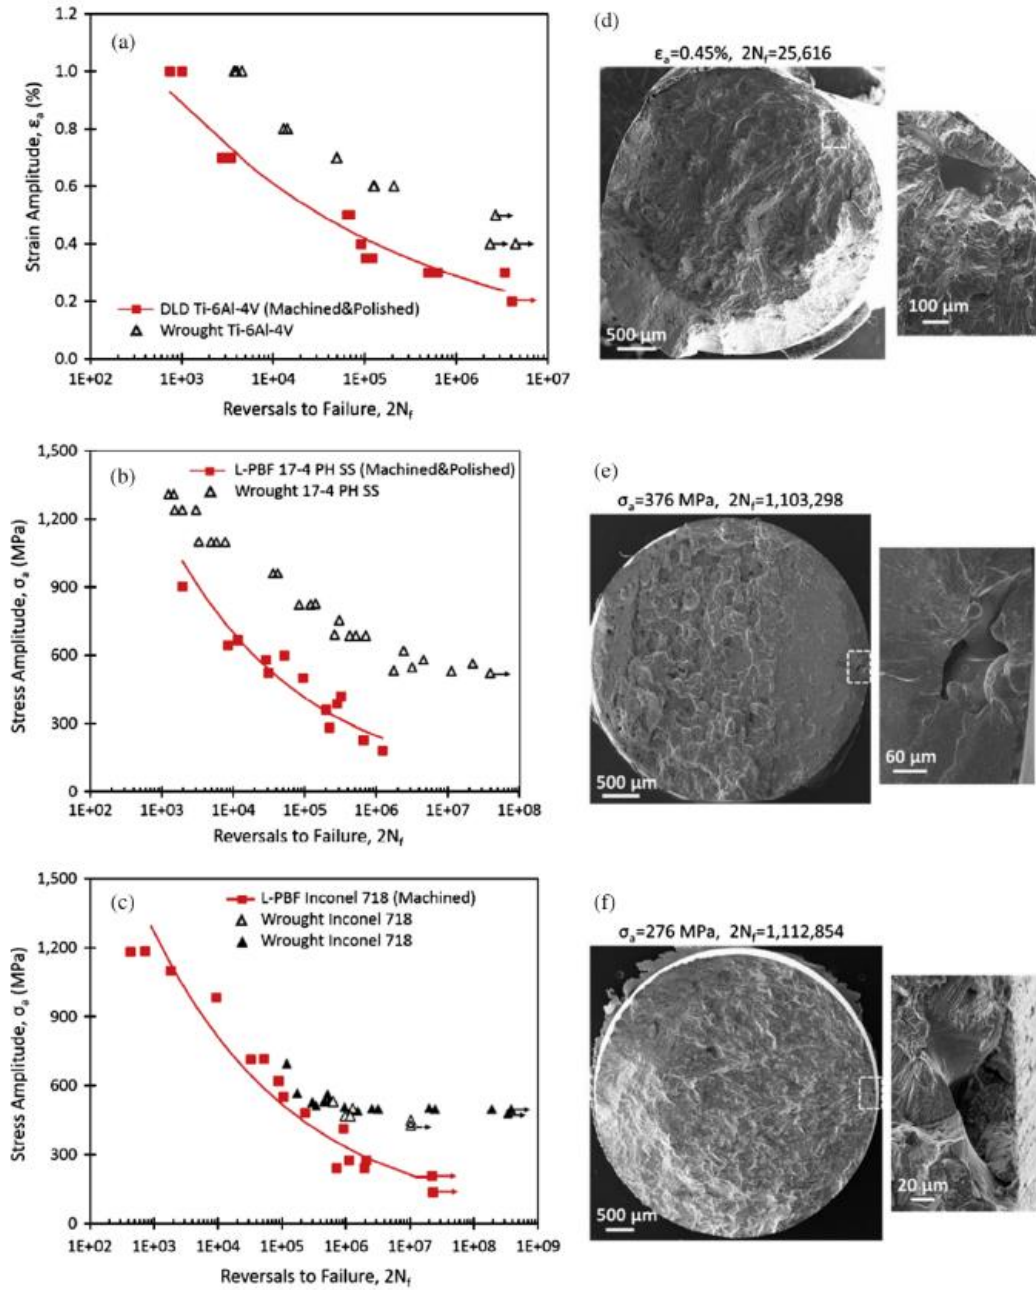 (a)
1.2
1.0
0.8
0.6
0.4
0.2
0.0
Strain Amplitude, εa (%)
DLD Ti-6Al-4V (Machined&Polished)
Wrought Ti-6Al-4V
1E+02 1E+03 1E+04 1E+05 1E+06 1E+07
Reversals to Failure, 2Nf
(d)
εa=0.45%, 2Nf=25,616
500 µm
100 µm
(b)
1,500
1200
900
600
300
0
Stress Amplitude, σa (MPa)
L-PBF 17-4 PH SS (Machined&Polished)
Wrought 17-4 PH SS
1E+02 1E+03 1E+04 1E+05 1E+06 1E+07 1E+08
Reversals to Failure, 2Nf
(e)
σa=376 MPa, 2Nf=1,103,298
500 µm
60 µm
(c)
1,500
1,200
900
600
300
0
Stress Amplitude, σa (MPa)
L-PBF Inconel 718 (Machined)
Wrought Inconel 718
Wrought Inconel 718
1E+02 1E+03 1E+04 1E+05 1E+06 1E+07 1E+08 1E+09
Reversals to Failure, 2Nf
(f)
σa=276 MPa, 2Nf=1,112,854
500 µm
20 µm